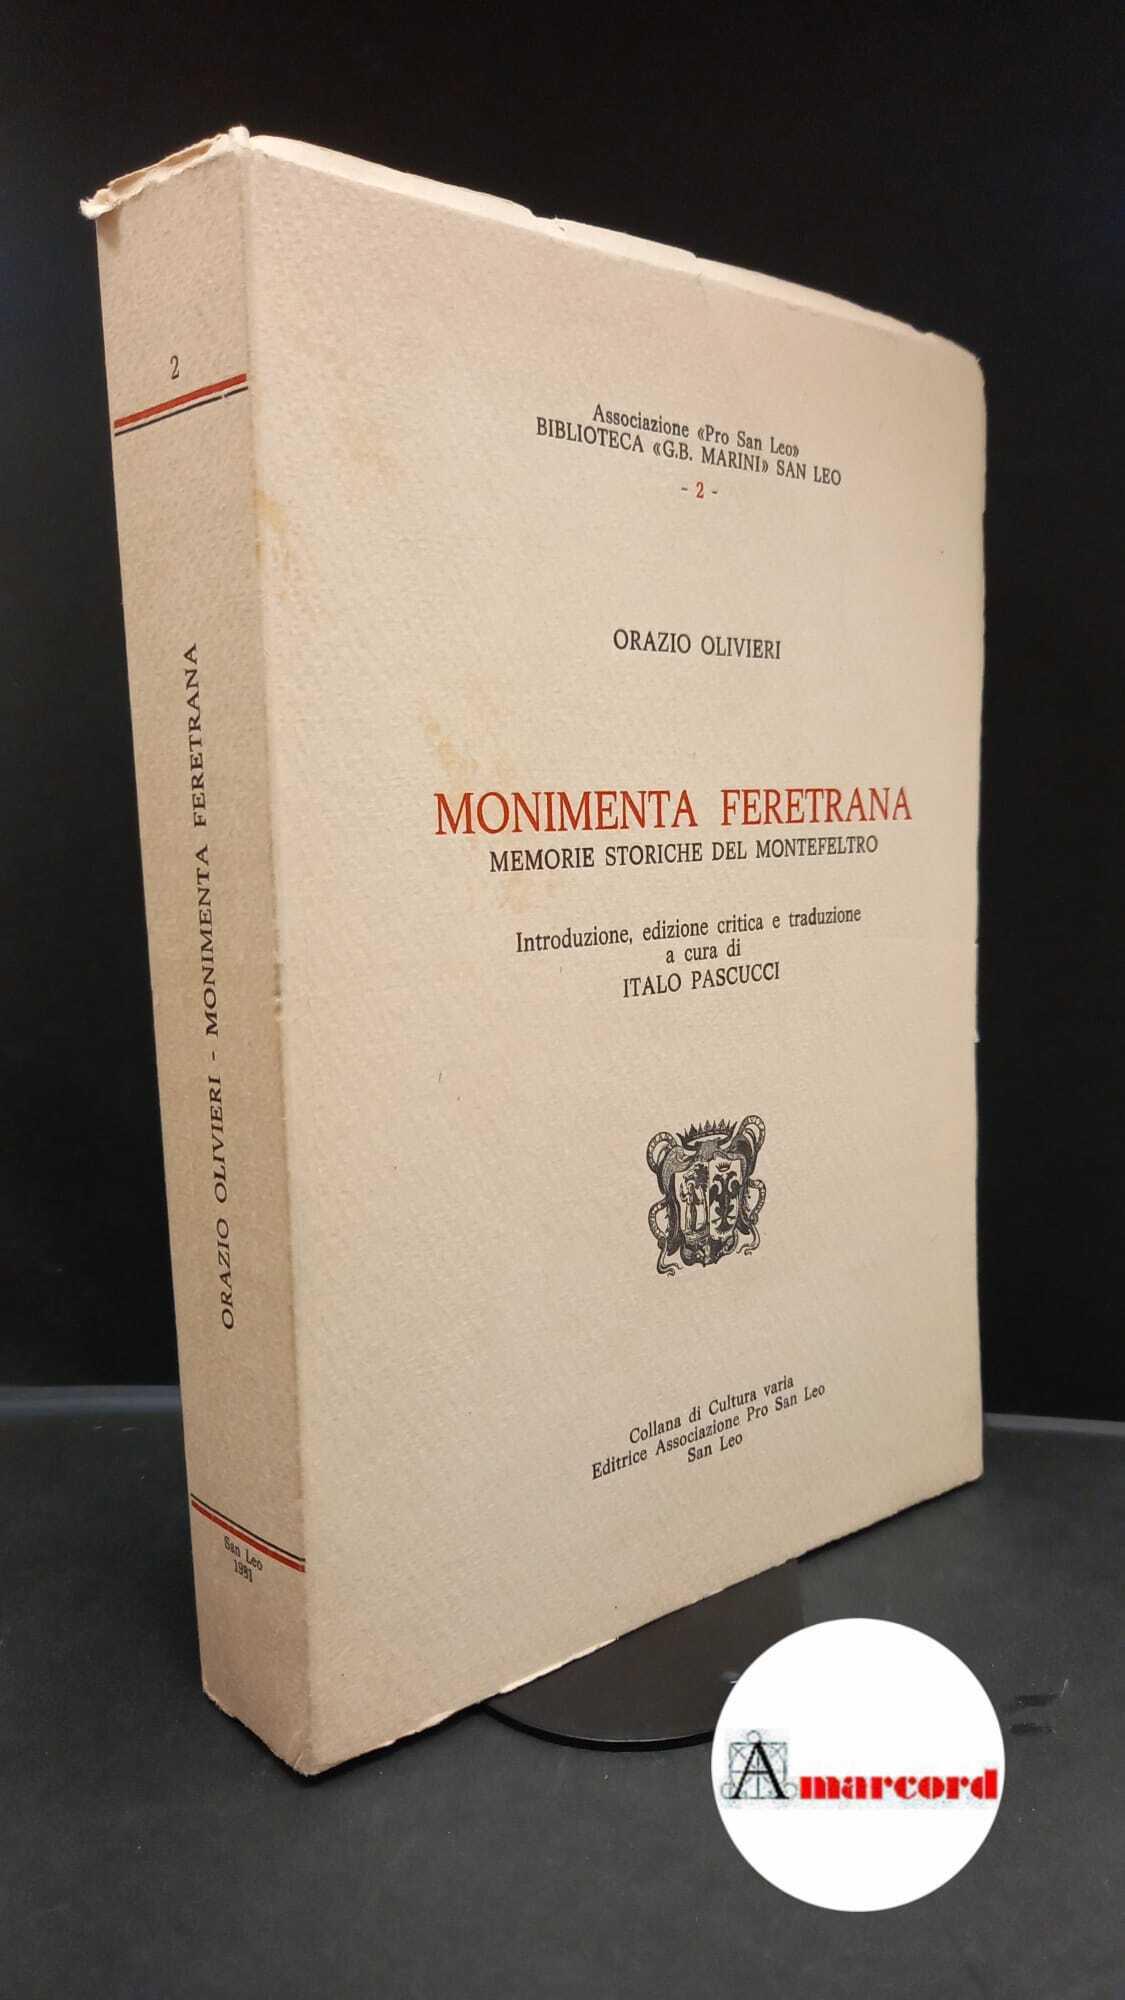 2
ORAZIO OLIVIERI - MONIMENTA FERETRANA
San Leo
1981
Associazione «Pro San Leo»
BIBLIOTECA «G.B. MARINI» SAN LEO
- 2 -
ORAZIO OLIVIERI
MONIMENTA FERETRANA
MEMORIE STORICHE DEL MONTEFELTRO
Introduzione, edizione critica e traduzione
a cura di
ITALO PASCUCCI
Collana di Cultura varia
Editrice Associazione Pro San Leo
San Leo
Amarcord